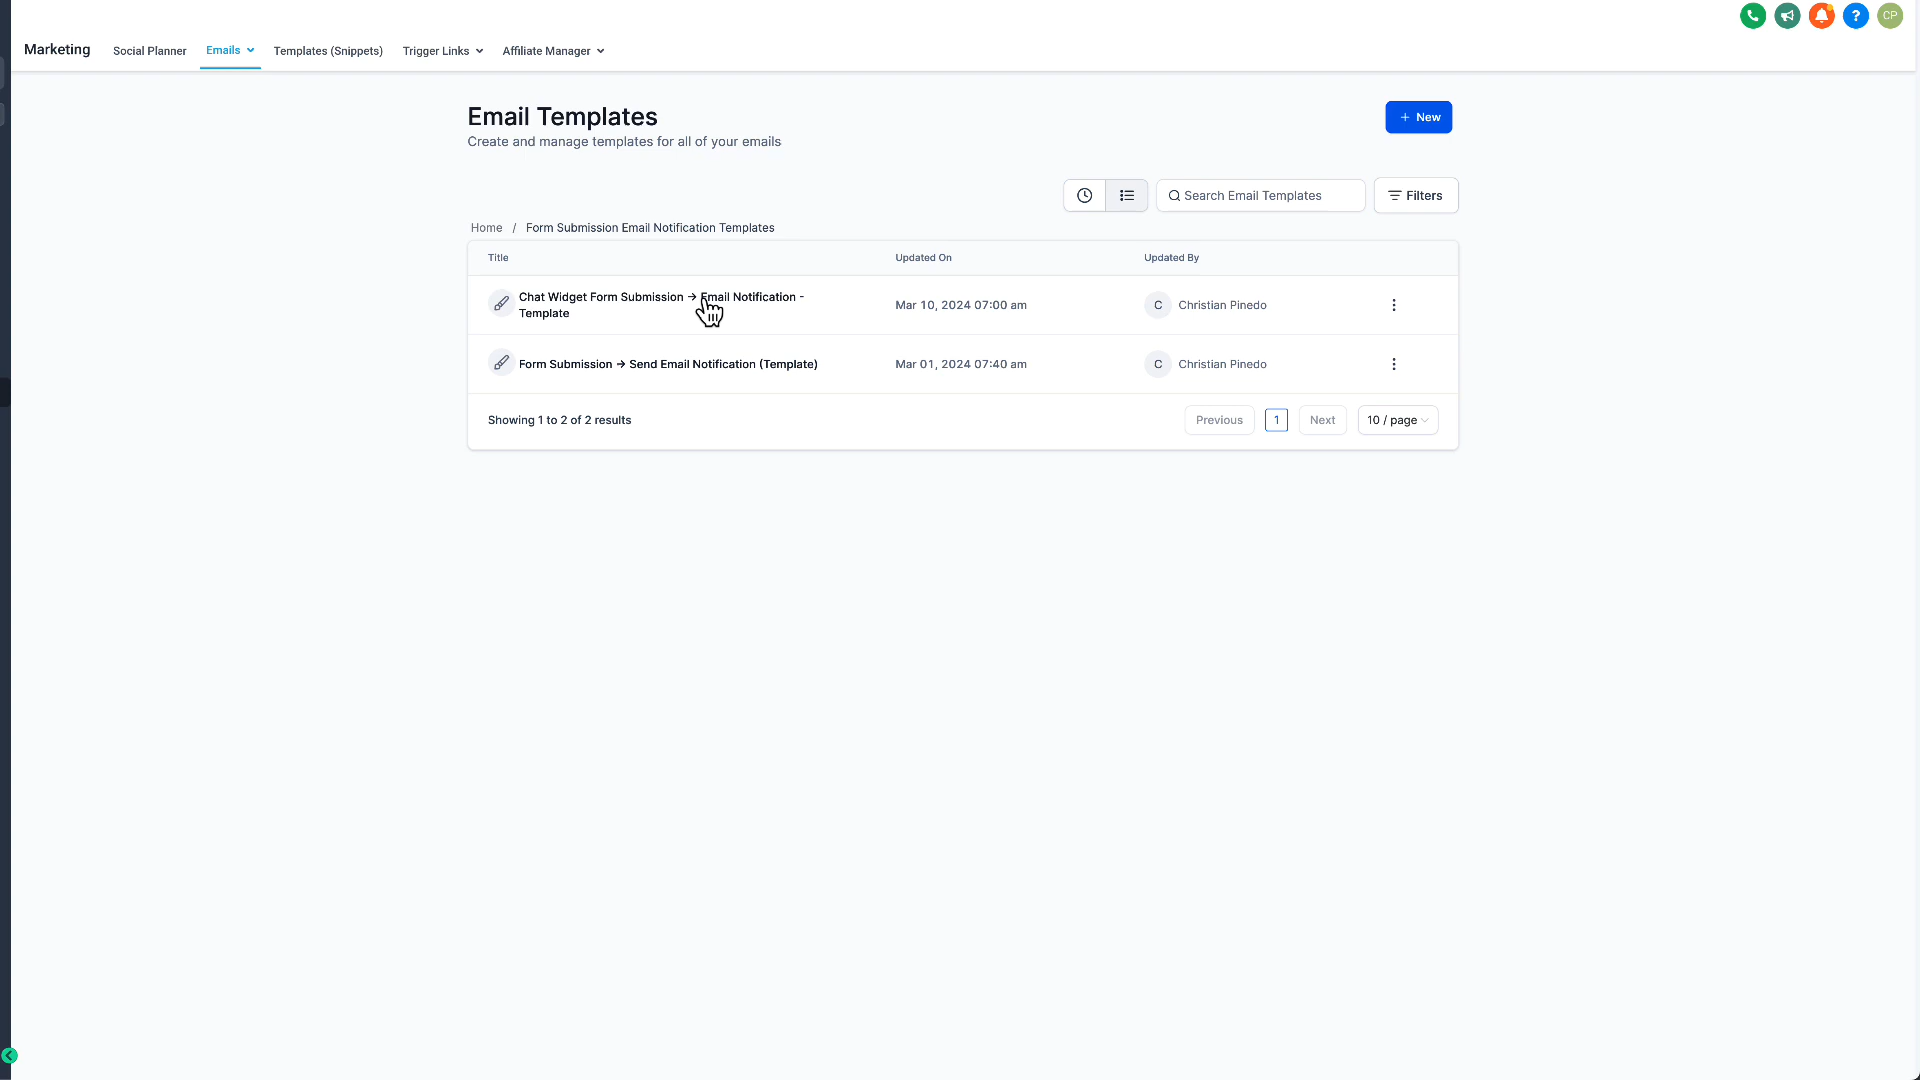 CP
Marketing
Social Planner
Emails
Templates (Snippets)
Trigger Links
Affiliate Manager
Email Templates
+ New
Create and manage templates for all of your emails
Search Email Templates
Filters
Home / Form Submission Email Notification Templates
Title
Updated On
Updated By
Chat Widget Form Submission → Email Notification -
Template
Mar 10, 2024 07:00 am
C
Christian Pinedo
Form Submission → Send Email Notification (Template)
Mar 01, 2024 07:40 am
C
Christian Pinedo
Showing 1 to 2 of 2 results
Previous
1
Next
10 / page